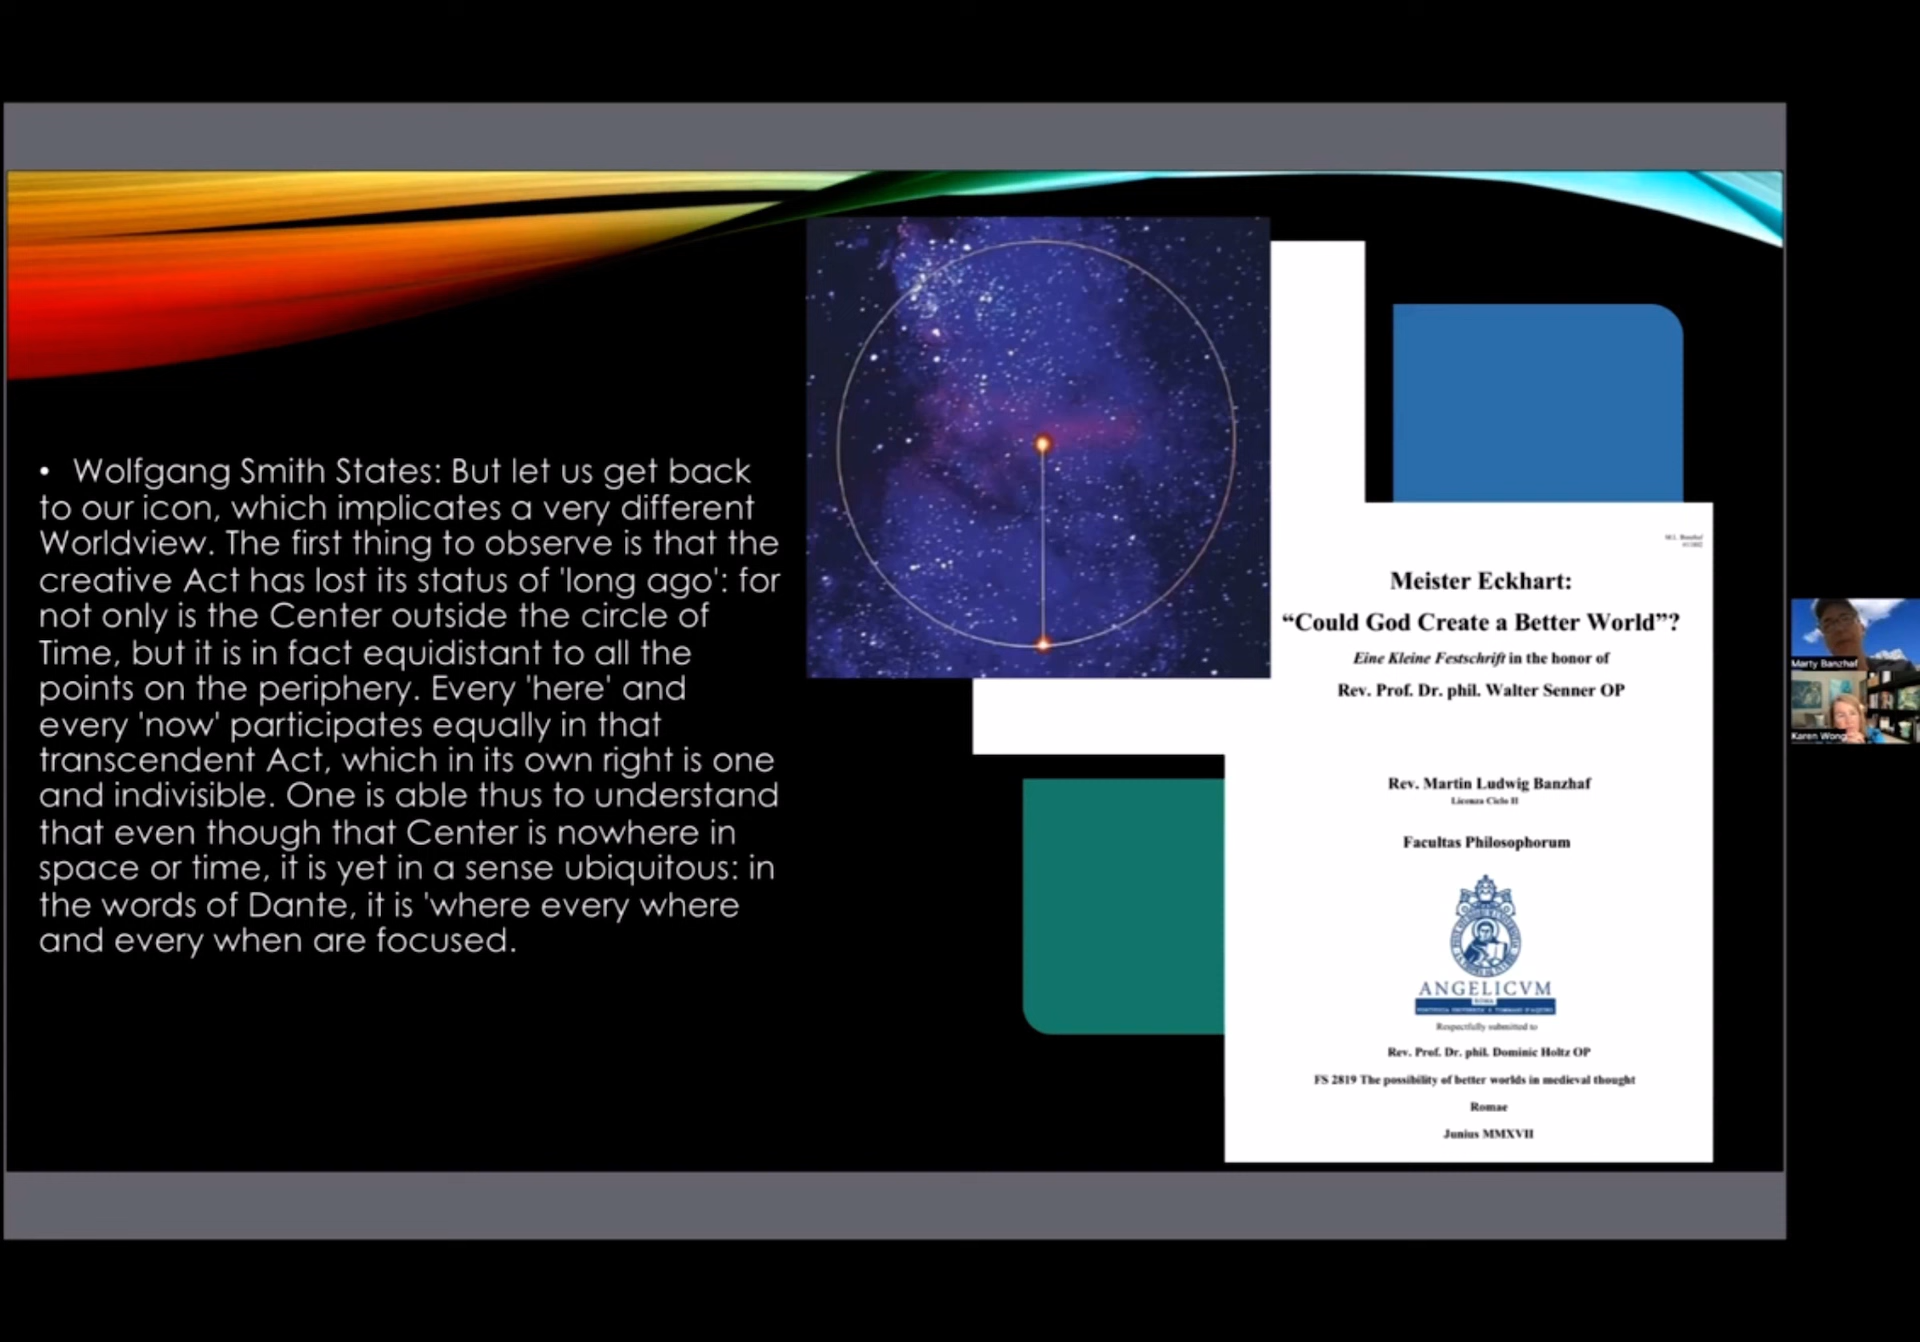 • Wolfgang Smith States: But let us get back
to our icon, which implicates a very different
Worldview. The first thing to observe is that the
creative Act has lost its status of 'long ago': for
not only is the Center outside the circle of
Time, but it is in fact equidistant to all the
points on the periphery. Every 'here' and
every 'now' participates equally in that
transcendent Act, which in its own right is one
and indivisible. One is able thus to understand
that even though that Center is nowhere in
space or time, it is yet in a sense ubiquitous: in
the words of Dante, it is 'where every where
and every when are focused.
Meister Eckhart:
“Could God Create a Better World”?
Eine Kleine Festschrift in the honor of
Rev. Prof. Dr. phil. Walter Senner OP
Rev. Martin Ludwig Banzhaf
Licenza Ciclo II
Facultas Philosophorum
ANGELICVM
Respectfully submitted to
Rev. Prof. Dr. phil. Dominic Holtz OP
FS 2819 The possibility of better worlds in medieval thought
Romae
Junius MMXVII
Marty Banzhaf
Karen Wong